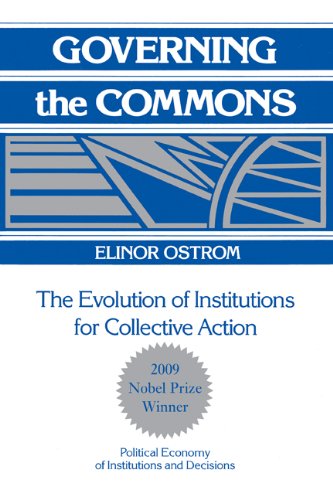 GOVERNING
the COMMONS
ELINOR OSTROM
The Evolution of Institutions
for Collective Action
2009
Nobel Prize
Winner
Political Economy
of Institutions and Decisions